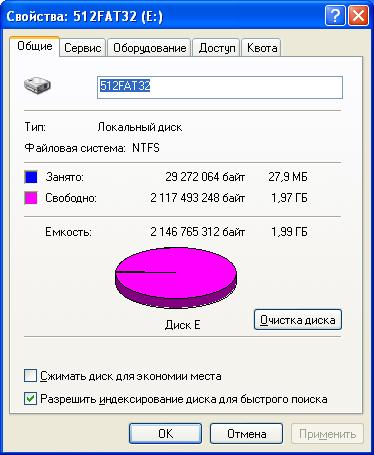 Свойства: 512FAT32 (E:)
Общие Сервис Оборудование Доступ Квота
512FAT32
Тип: Локальный диск
Файловая система: NTFS
Занято: 29 272 064 байт 27,9 МБ
Свободно: 2 117 493 248 байт 1,97 ГБ
Емкость: 2 146 765 312 байт 1,99 ГБ
Диск E
Очистка диска
Сжимать диск для экономии места
Разрешить индексирование диска для быстрого поиска
OK Отмена Применить